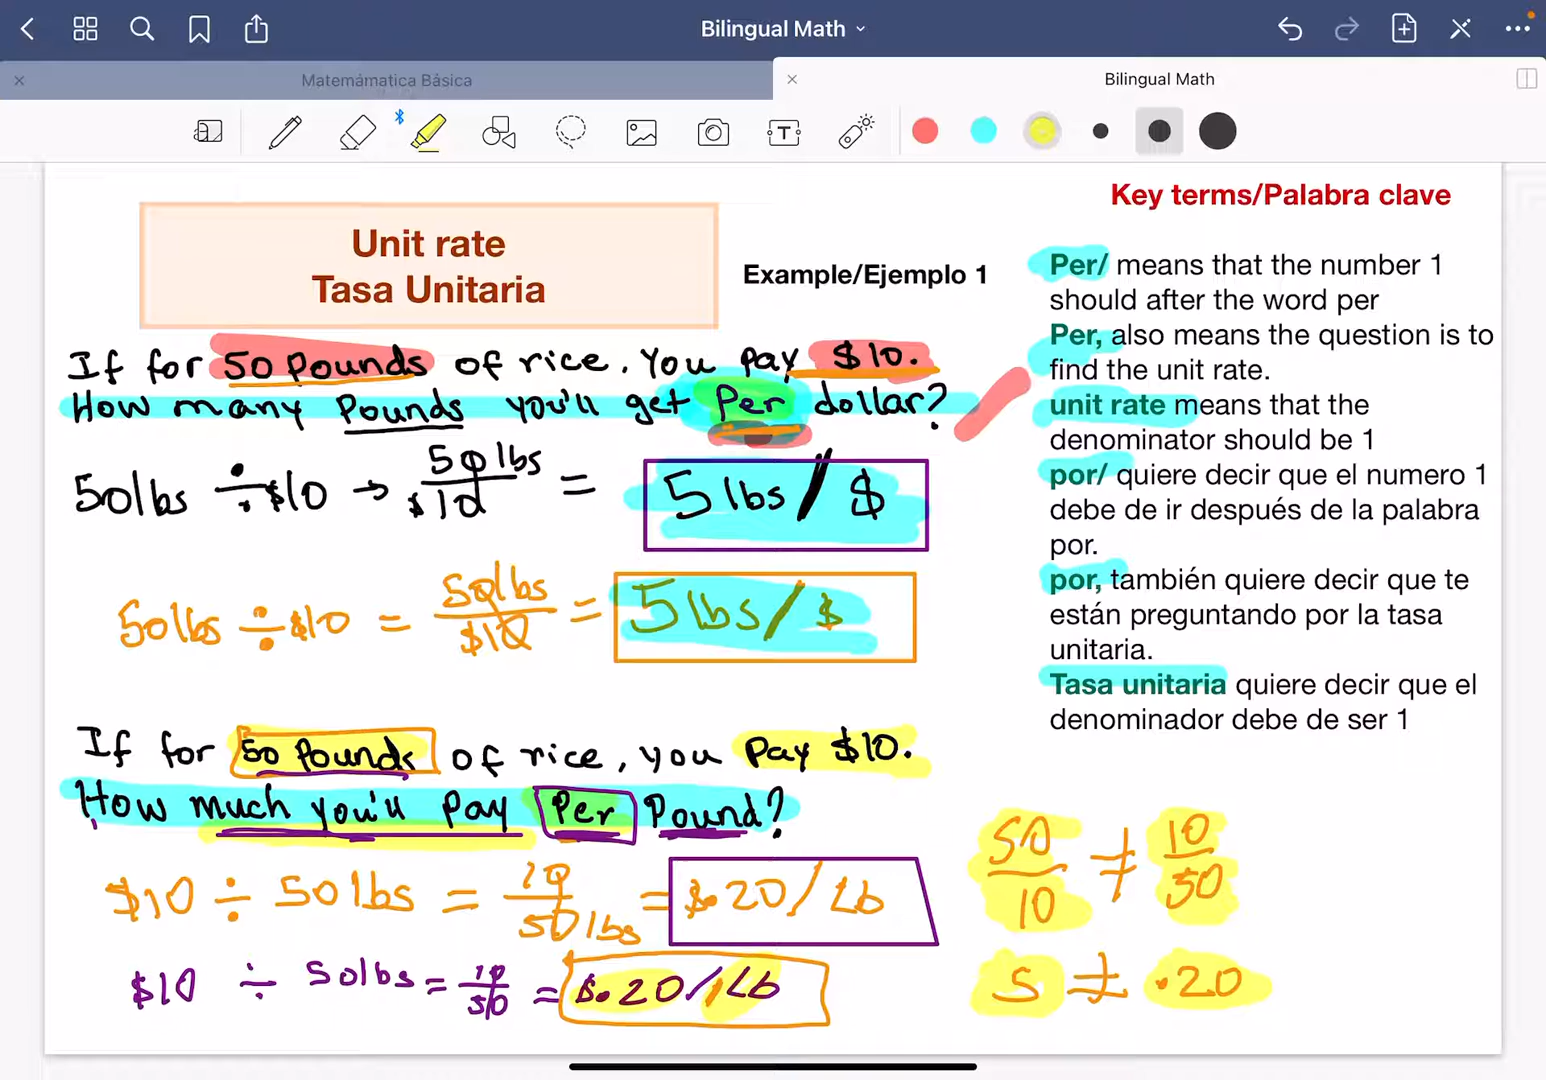 Bilingual Math
Matemámatica Básica
Bilingual Math
T
Key terms/Palabra clave
Unit rate
Tasa Unitaria
Example/Ejemplo 1
If for 50 Pounds of rice, You pay $10.
How many Pounds you'll get Per dollar?
50lbs ÷ $10 → 50lbs/$10 = 5 lbs / $
50lbs ÷ $10 = 50lbs/$10 = 5 lbs / $
If for 50 Pounds of rice, you pay $10.
How much you'll Pay Per Pound?
$10 ÷ 50lbs = 10/50lbs = $.20 / Lb
$10 ÷ 50lbs = 10/50 = $.20 / Lb
Per/ means that the number 1
should after the word per
Per, also means the question is to
find the unit rate.
unit rate means that the
denominator should be 1
por/ quiere decir que el numero 1
debe de ir después de la palabra
por.
por, también quiere decir que te
están preguntando por la tasa
unitaria.
Tasa unitaria quiere decir que el
denominador debe de ser 1
50/10 ≠ 10/50
5 ≠ .20